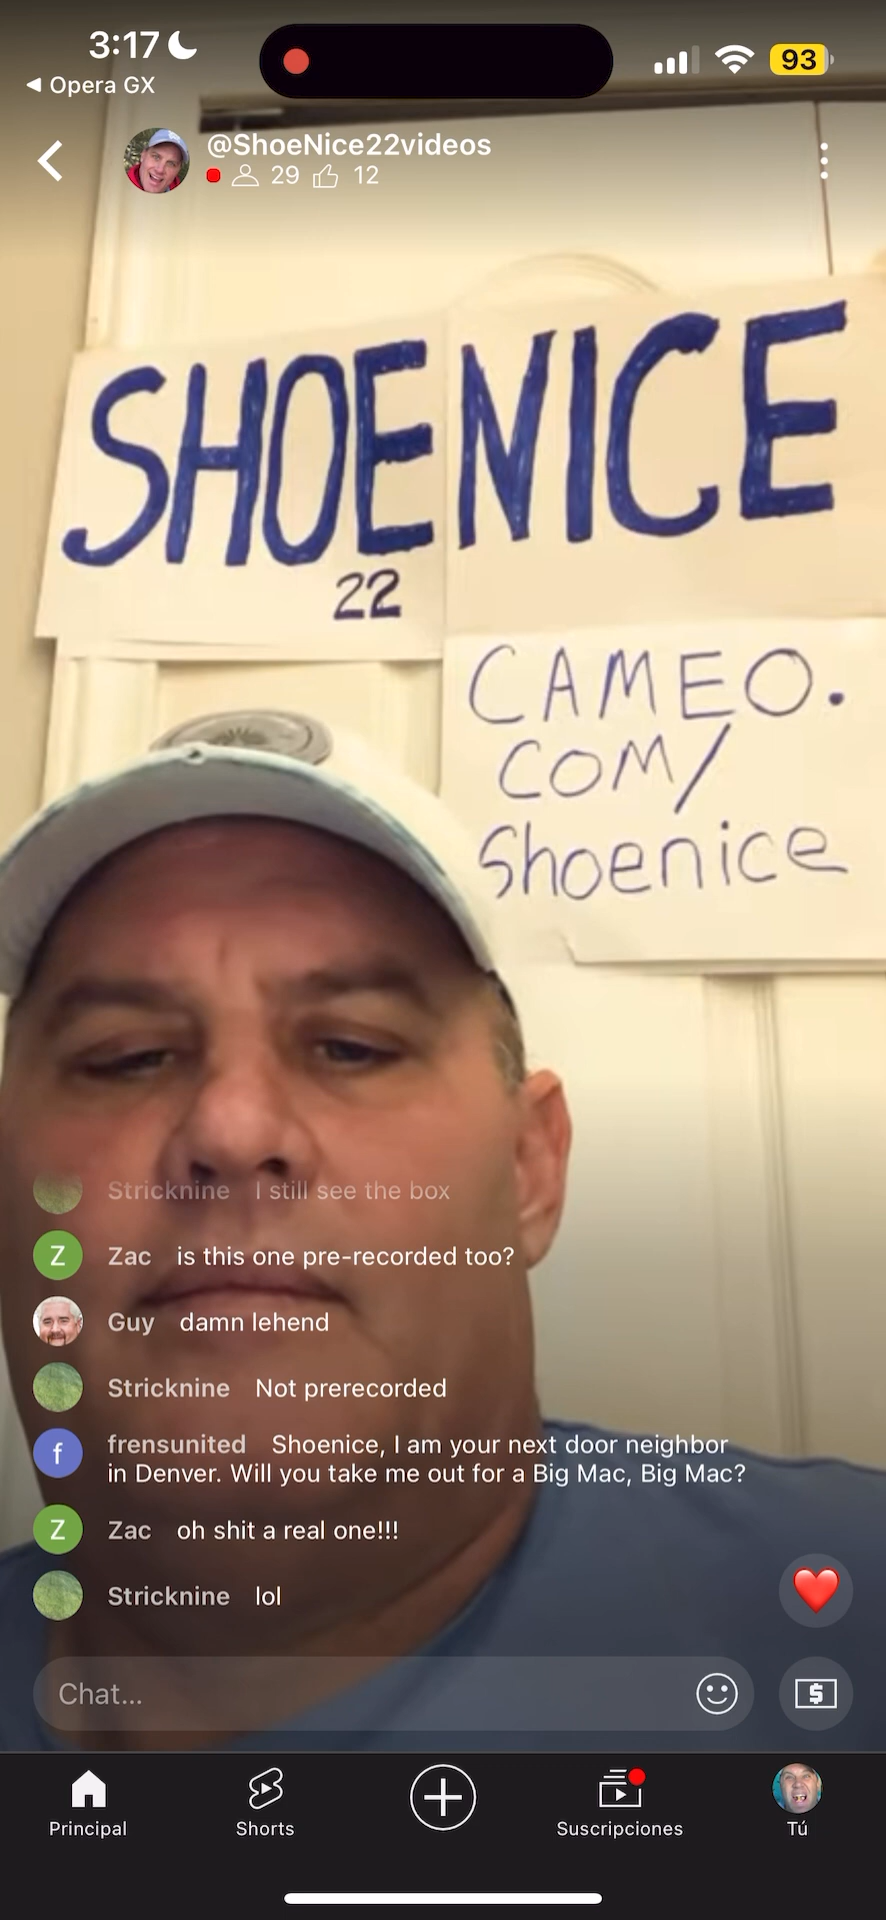 3:17
93
Opera GX
@ShoeNice22videos
29 12
SHOENICE
22
CAMEO.
COM/
Shoenice
Stricknine I still see the box
Z Zac is this one pre-recorded too?
Guy damn lehend
Stricknine Not prerecorded
f frensunited Shoenice, I am your next door neighbor
in Denver. Will you take me out for a Big Mac, Big Mac?
Z Zac oh shit a real one!!!
Stricknine lol
Chat...
$
Principal
Shorts
Suscripciones
Tú